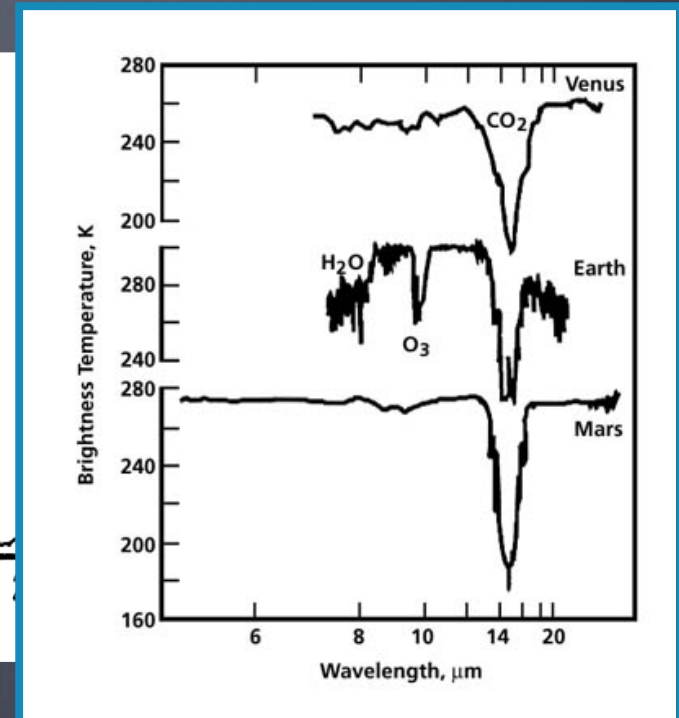 280
Venus
CO2
240
200
Brightness Temperature, K
H2O
280
Earth
O3
240
280
Mars
240
200
160
6 8 10 14 20
Wavelength, μm